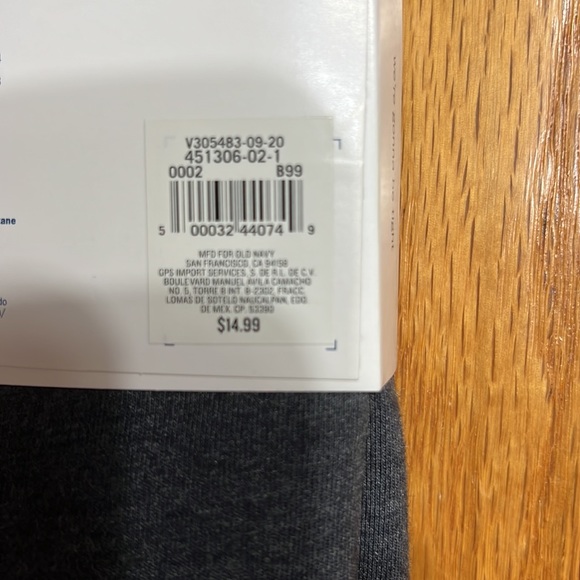 V305483-09-20
451306-02-1
0002 B99
5 00032 44074 9
MFD FOR OLD NAVY
SAN FRANCISCO, CA 94158
GPS IMPORT SERVICES, S. DE R.L. DE C.V.
BOULEVARD MANUEL AVILA CAMACHO
NO. 5, TORRE B INT. B-2302, FRACC.
LOMAS DE SOTELO NAUCALPAN, EDO.
DE MEX. CP. 53390
$14.99